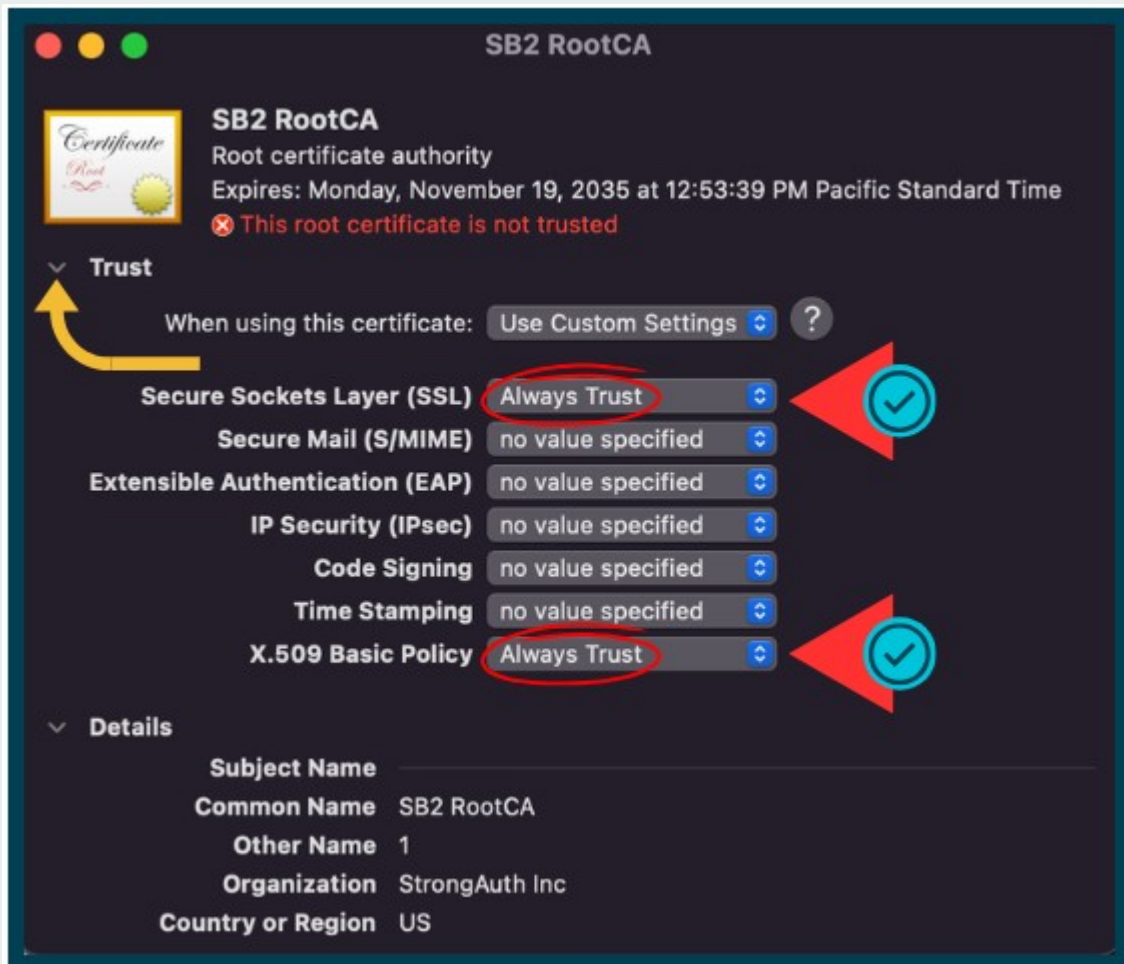 SB2 RootCA
Certificate
Root
SB2 RootCA
Root certificate authority
Expires: Monday, November 19, 2035 at 12:53:39 PM Pacific Standard Time
This root certificate is not trusted
Trust
When using this certificate: Use Custom Settings ?
Secure Sockets Layer (SSL) Always Trust
Secure Mail (S/MIME) no value specified
Extensible Authentication (EAP) no value specified
IP Security (IPsec) no value specified
Code Signing no value specified
Time Stamping no value specified
X.509 Basic Policy Always Trust
Details
Subject Name
Common Name SB2 RootCA
Other Name 1
Organization StrongAuth Inc
Country or Region US